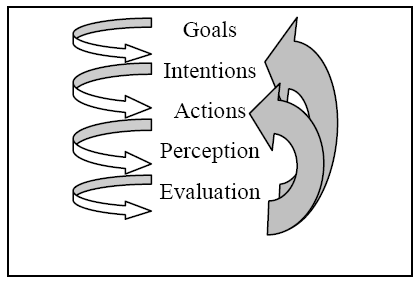 Goals
Intentions
Actions
Perception
Evaluation